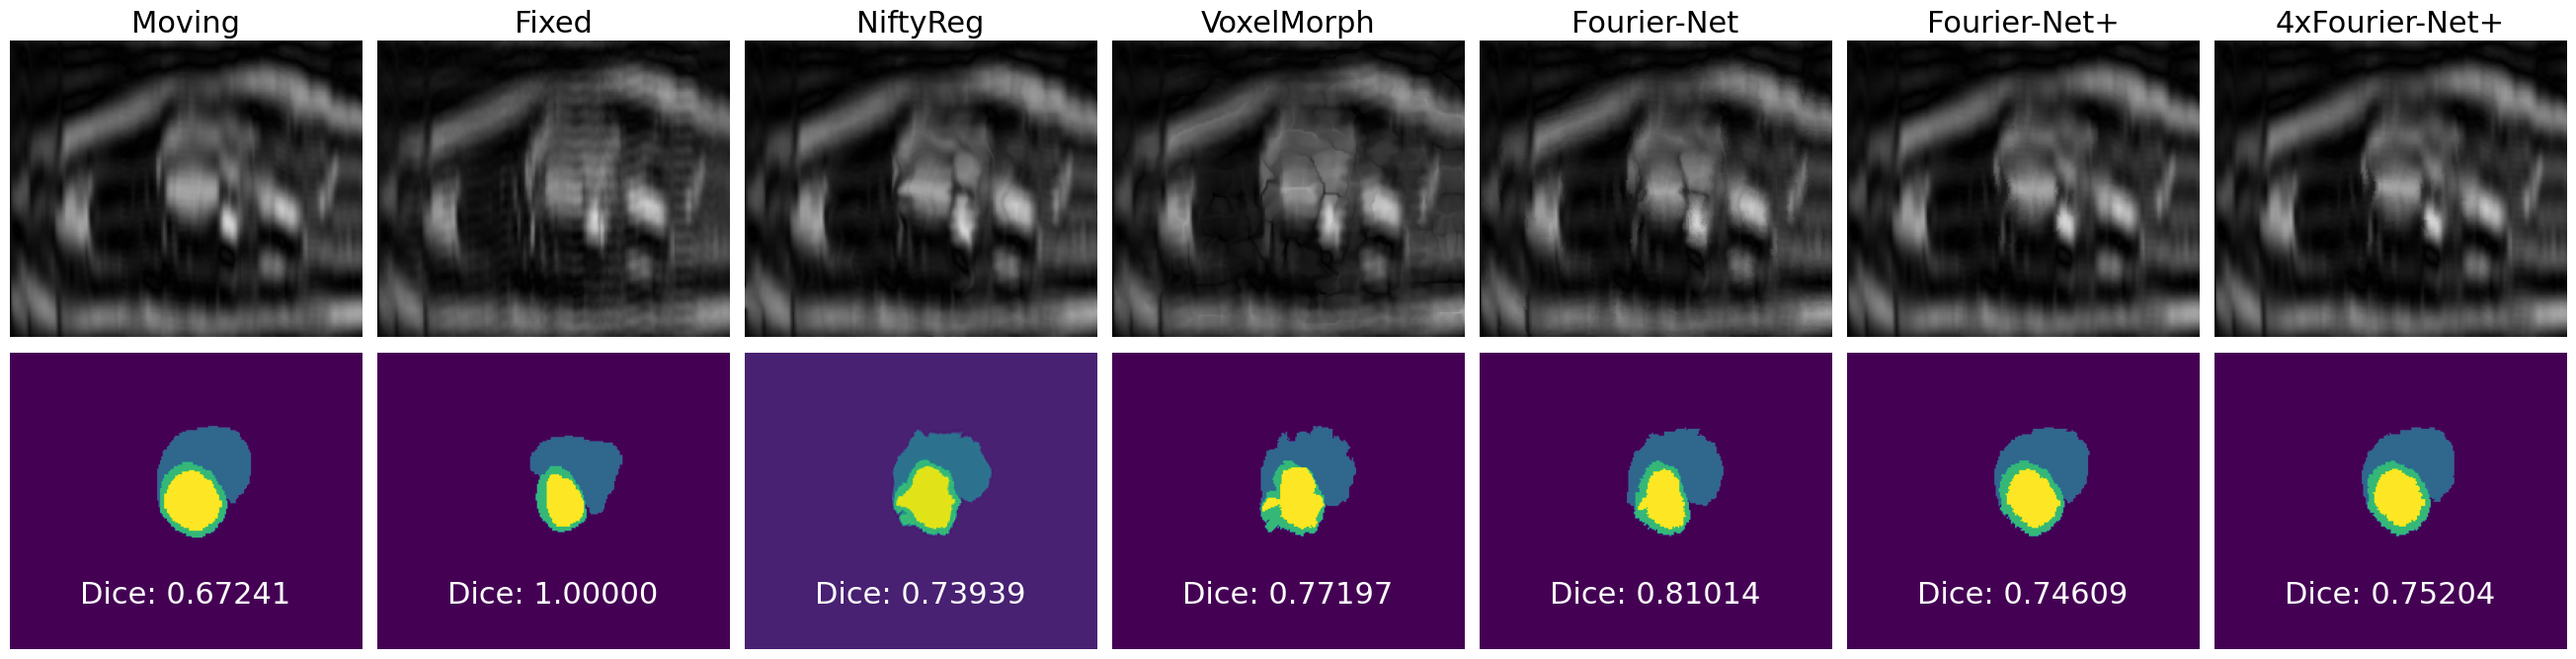 Moving Fixed NiftyReg VoxelMorph Fourier-Net Fourier-Net+ 4xFourier-Net+
Dice: 0.67241 Dice: 1.00000 Dice: 0.73939 Dice: 0.77197 Dice: 0.81014 Dice: 0.74609 Dice: 0.75204